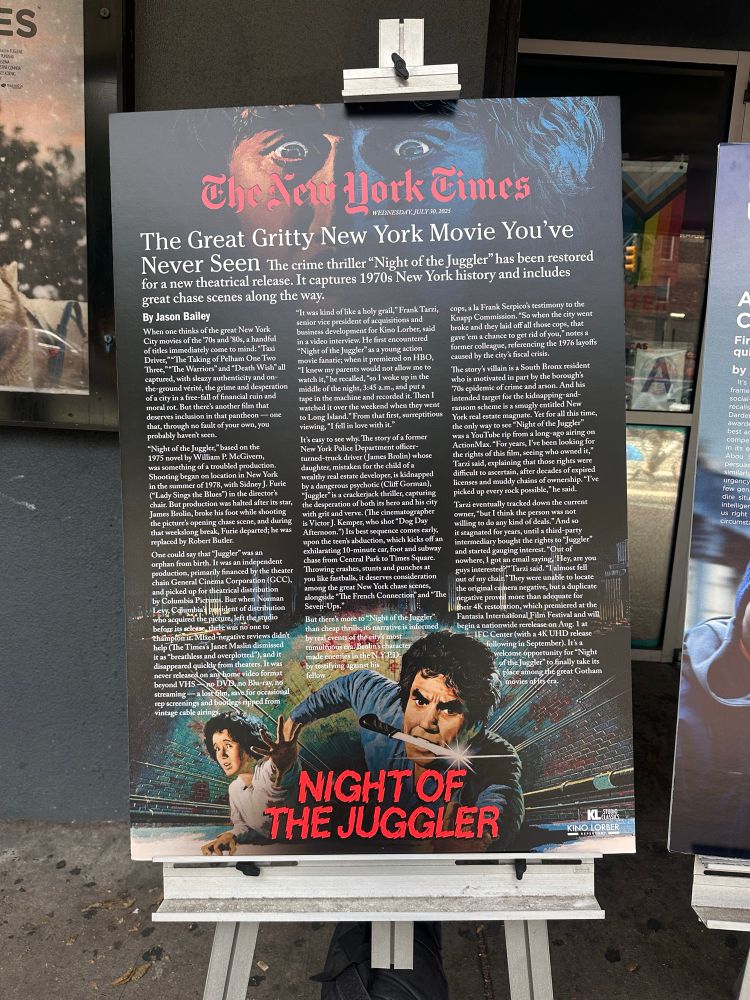 ES
The New York Times
WEDNESDAY, JULY 30, 2025
The Great Gritty New York Movie You've
Never Seen The crime thriller "Night of the Juggler" has been restored
for a new theatrical release. It captures 1970s New York history and includes
great chase scenes along the way.
By Jason Bailey
When one thinks of the great New York
City movies of the '70s and '80s, a handful
of titles immediately come to mind: "Taxi
Driver," "The Taking of Pelham One Two
Three," "The Warriors" and "Death Wish" all
captured, with sleazy authenticity and on-
the-ground vérité, the grime and desperation
of a city in a free-fall of financial ruin and
moral rot. But there's another film that
deserves inclusion in that pantheon — one
that, through no fault of your own, you
probably haven't seen.
"Night of the Juggler," based on the
1975 novel by William P. McGivern,
was something of a troubled production.
Shooting began on location in New York
in the summer of 1978, with Sidney J. Furie
("Lady Sings the Blues") in the director's
chair. But production was halted after its star,
James Brolin, broke his foot while shooting
the picture's opening chase scene, and during
that weekslong break, Furie departed; he was
replaced by Robert Butler.
One could say that "Juggler" was an
orphan from birth. It was an independent
production, primarily financed by the theater
chain General Cinema Corporation (GCC),
and picked up for theatrical distribution
by Columbia Pictures. But when Norman
Levy, Columbia's president of distribution
who acquired the picture, left the studio
before its release, there was no one to
champion it. Mixed-negative reviews didn't
help (The Times's Janet Maslin dismissed
it as "breathless and overplotted"), and it
disappeared quickly from theaters. It was
never released on any home video format
beyond VHS — no DVD, no Blu-ray, no
streaming — a lost film, save for occasional
rep screenings and bootlegs ripped from
vintage cable airings.
"It was kind of like a holy grail," Frank Tarzi,
senior vice president of acquisitions and
business development for Kino Lorber, said
in a video interview. He first encountered
"Night of the Juggler" as a young action
movie fanatic; when it premiered on HBO,
"I knew my parents would not allow me to
watch it," he recalled, "so I woke up in the
middle of the night, 3:45 a.m., and put a
tape in the machine and recorded it. Then I
watched it over the weekend when they went
to Long Island." From that first, surreptitious
viewing, "I fell in love with it."
It's easy to see why. The story of a former
New York Police Department officer-
turned-truck driver (James Brolin) whose
daughter, mistaken for the child of a
wealthy real estate developer, is kidnapped
by a dangerous psychotic (Cliff Gorman),
"Juggler" is a crackerjack thriller, capturing
the desperation of both its hero and his city
with grit and verve. (The cinematographer
is Victor J. Kemper, who shot "Dog Day
Afternoon.") Its best sequence comes early,
upon the teen's abduction, which kicks off an
exhilarating 10-minute car, foot and subway
chase from Central Park to Times Square.
Throwing crashes, stunts and punches at
you like fastballs, it deserves consideration
among the great New York chase scenes,
alongside "The French Connection" and "The
Seven-Ups."
But there's more to "Night of the Juggler"
than cheap thrills; its narrative is informed
by real events of the city's most
tumultuous era. Brolin's character
made enemies in the N.Y.P.D.
by testifying against his
fellow
cops, a la Frank Serpico's testimony to the
Knapp Commission. "So when the city went
broke and they laid off all those cops, that
gave 'em a chance to get rid of you," notes a
former colleague, referencing the 1976 layoffs
caused by the city's fiscal crisis.
The story's villain is a South Bronx resident
who is motivated in part by the borough's
'70s epidemic of crime and arson. And his
intended target for the kidnapping-and-
ransom scheme is a smugly entitled New
York real estate magnate. Yet for all this time,
the only way to see "Night of the Juggler"
was a YouTube rip from a long-ago airing on
ActionMax. "For years, I've been looking for
the rights of this film, seeing who owned it,"
Tarzi said, explaining that those rights were
difficult to ascertain, after decades of expired
licenses and muddy chains of ownership. "I've
picked up every rock possible," he said.
Tarzi eventually tracked down the current
owner, "but I think the person was not
willing to do any kind of deals." And so
it stagnated for years, until a third-party
intermediary bought the rights to "Juggler"
and started gauging interest. "Out of
nowhere, I got an email saying, 'Hey, are you
guys interested?'" Tarzi said. "I almost fell
out of my chair." They were unable to locate
the original camera negative, but a duplicate
negative proved more than adequate for
their 4K restoration, which premiered at the
Fantasia International Film Festival and will
begin a nationwide rerelease on Aug. 1 at
IFC Center (with a 4K UHD release
following in September). It's a
welcome opportunity for "Night
of the Juggler" to finally take its
place among the great Gotham
movies of its era.
NIGHT OF
THE JUGGLER
KL STUDIO
CLASSICS
KINO LORBER
REPERTORY